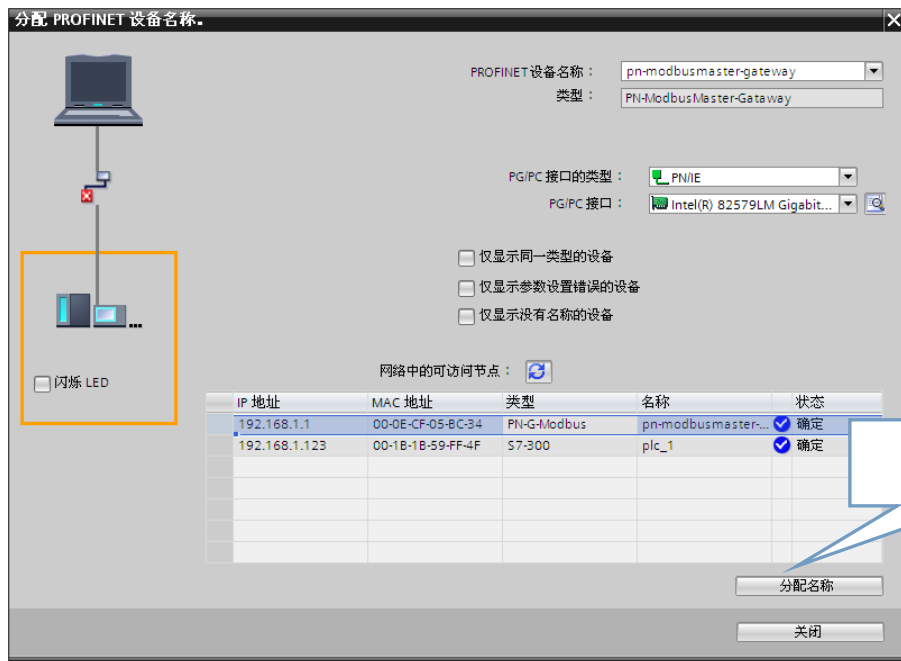 分配 PROFINET 设备名称.
PROFINET设备名称： pn-modbusmaster-gateway
类型： PN-ModbusMaster-Gataway
PG/PC 接口的类型： PN/IE
PG/PC 接口： Intel(R) 82579LM Gigabit...
仅显示同一类型的设备
仅显示参数设置错误的设备
仅显示没有名称的设备
...
闪烁 LED
网络中的可访问节点：
IP 地址 MAC 地址 类型 名称 状态
192.168.1.1 00-0E-CF-05-BC-34 PN-G-Modbus pn-modbusmaster-... 确定
192.168.1.123 00-1B-1B-59-FF-4F S7-300 plc_1 确定
分配名称
关闭